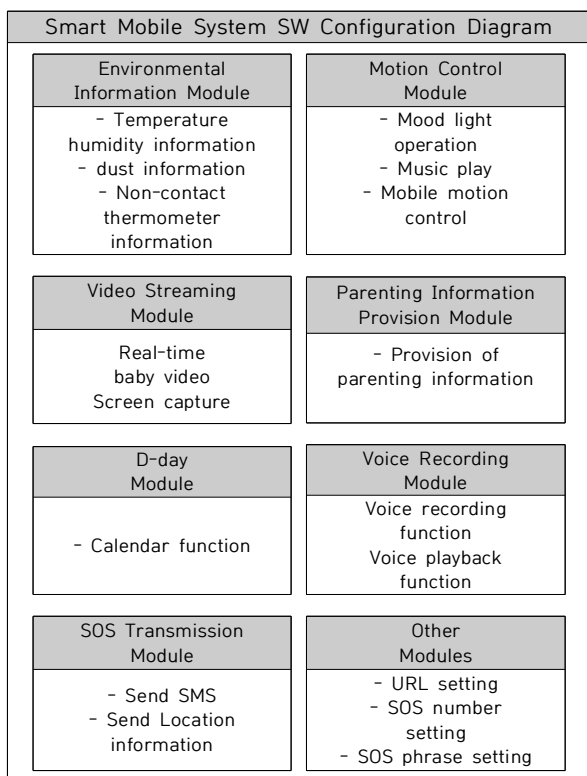 Smart Mobile System SW Configuration Diagram
Environmental
Information Module
- Temperature
humidity information
- dust information
- Non-contact
thermometer
information
Motion Control
Module
- Mood light
operation
- Music play
- Mobile motion
control
Video Streaming
Module
Real-time
baby video
Screen capture
Parenting Information
Provision Module
- Provision of
parenting information
D-day
Module
- Calendar function
Voice Recording
Module
Voice recording
function
Voice playback
function
SOS Transmission
Module
- Send SMS
- Send Location
information
Other
Modules
- URL setting
- SOS number
setting
- SOS phrase setting